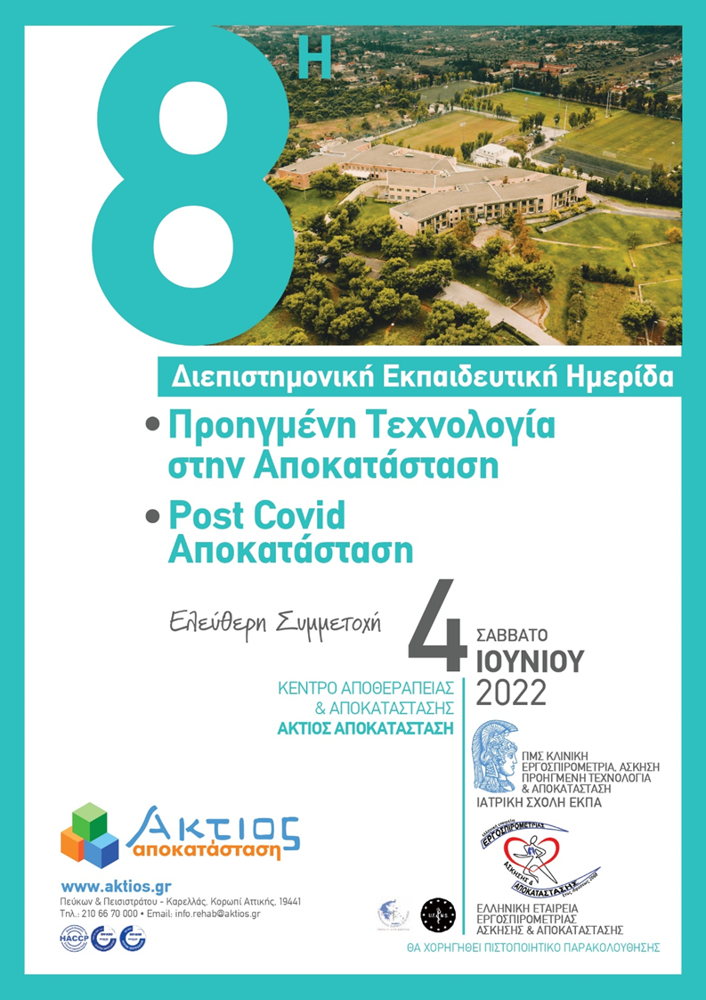 8Η
Διεπιστημονική Εκπαιδευτική Ημερίδα
• Προηγμένη Τεχνολογία
στην Αποκατάσταση
• Post Covid
Αποκατάσταση
Ελεύθερη Συμμετοχή
4
ΣΑΒΒΑΤΟ
ΙΟΥΝΙΟΥ
2022
ΚΕΝΤΡΟ ΑΠΟΘΕΡΑΠΕΙΑΣ
& ΑΠΟΚΑΤΑΣΤΑΣΗΣ
ΑΚΤΙΟΣ ΑΠΟΚΑΤΑΣΤΑΣΗ
ΠΜΣ ΚΛΙΝΙΚΗ
ΕΡΓΟΣΠΙΡΟΜΕΤΡΙΑ, ΑΣΚΗΣΗ
ΠΡΟΗΓΜΕΝΗ ΤΕΧΝΟΛΟΓΙΑ
& ΑΠΟΚΑΤΑΣΤΑΣΗ
ΙΑΤΡΙΚΗ ΣΧΟΛΗ ΕΚΠΑ
ΕΡΓΟΣΠΙΡΟΜΕΤΡΙΑΣ
ΑΣΚΗΣΗΣ &
ΑΠΟΚΑΤΑΣΤΑΣΗΣ
ΕΛΛΗΝΙΚΗ ΕΤΑΙΡΕΙΑ
ΕΡΓΟΣΠΙΡΟΜΕΤΡΙΑΣ
ΑΣΚΗΣΗΣ & ΑΠΟΚΑΤΑΣΤΑΣΗΣ
ΘΑ ΧΟΡΗΓΗΘΕΙ ΠΙΣΤΟΠΟΙΗΤΙΚΟ ΠΑΡΑΚΟΛΟΥΘΗΣΗΣ
Ακτιος
αποκατάσταση
www.aktios.gr
Πεύκων & Πεισιστράτου - Καρελλάς, Κορωπί Αττικής, 19441
Τηλ.: 210 66 70 000 • Email: info.rehab@aktios.gr
HACCP
U.E.M.S.